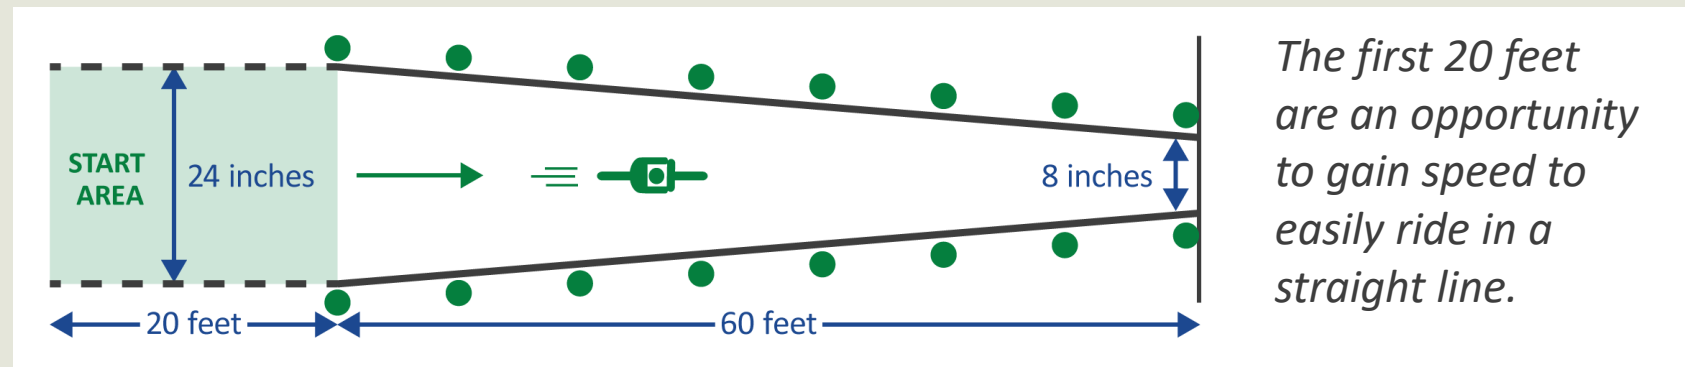 START
AREA
24 inches
8 inches
20 feet
60 feet
The first 20 feet
are an opportunity
to gain speed to
easily ride in a
straight line.